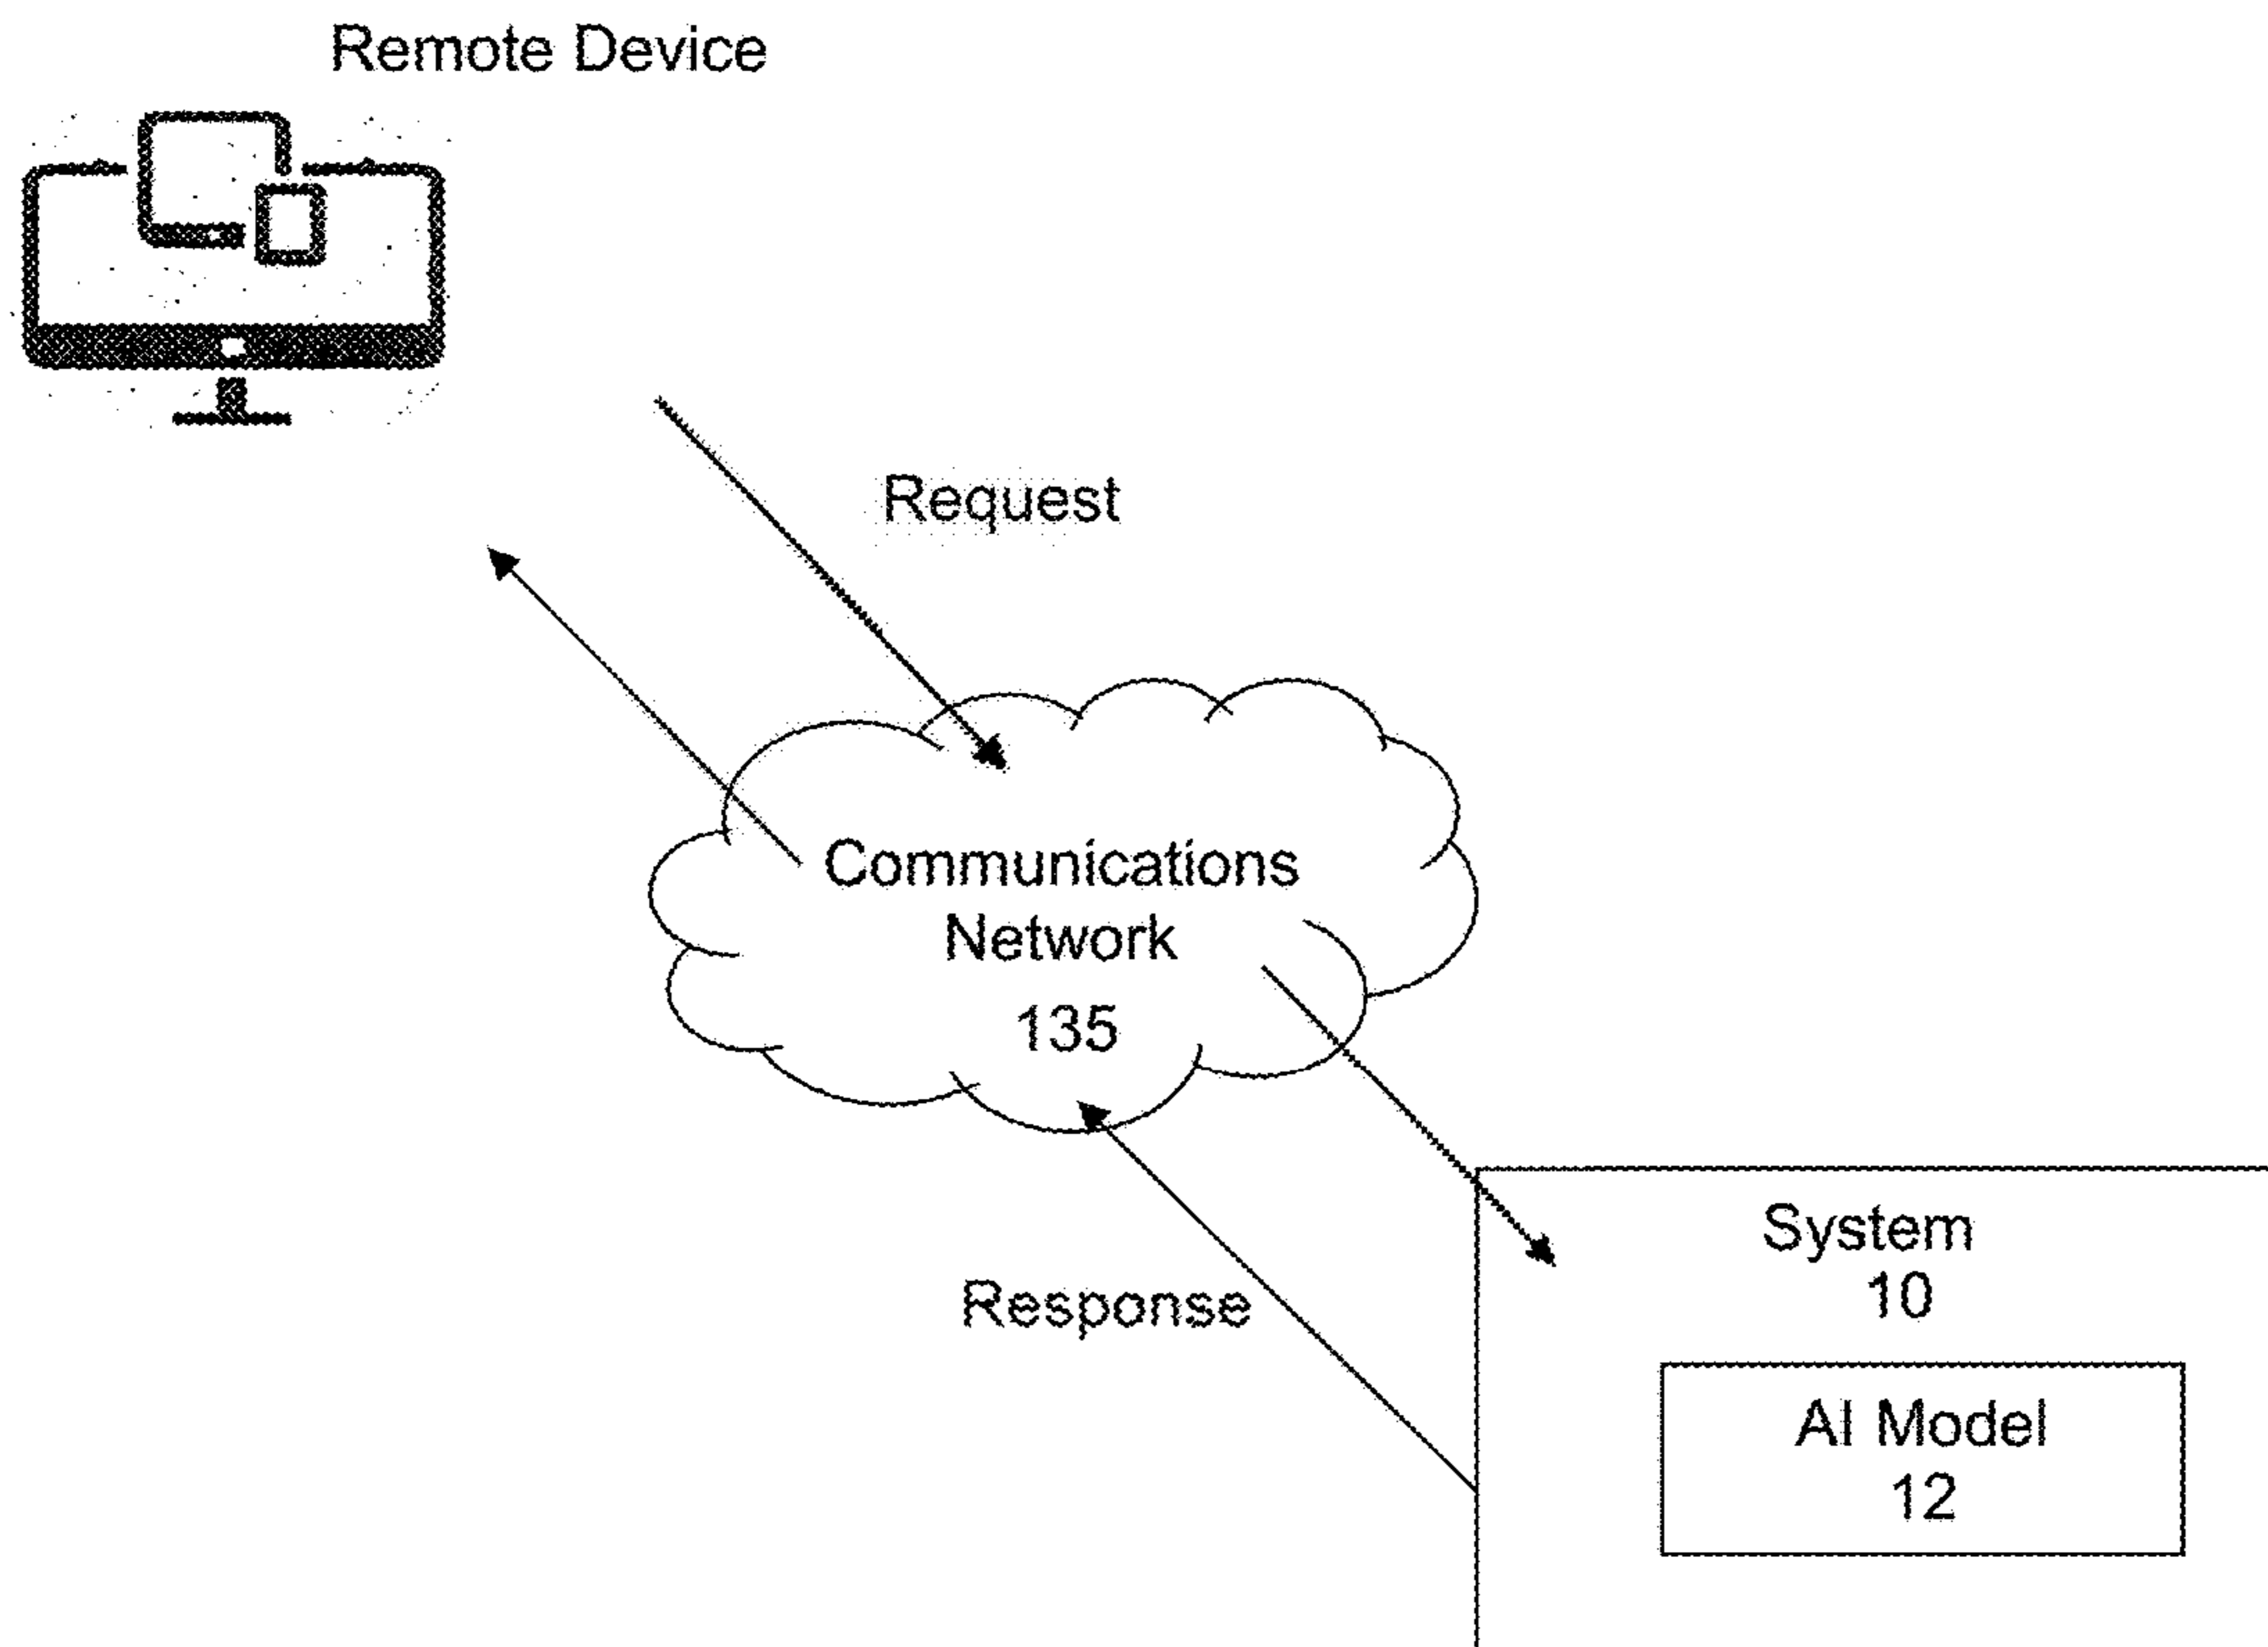 Remote Device
Request
Communications
Network
135
Response
System
10
AI Model
12